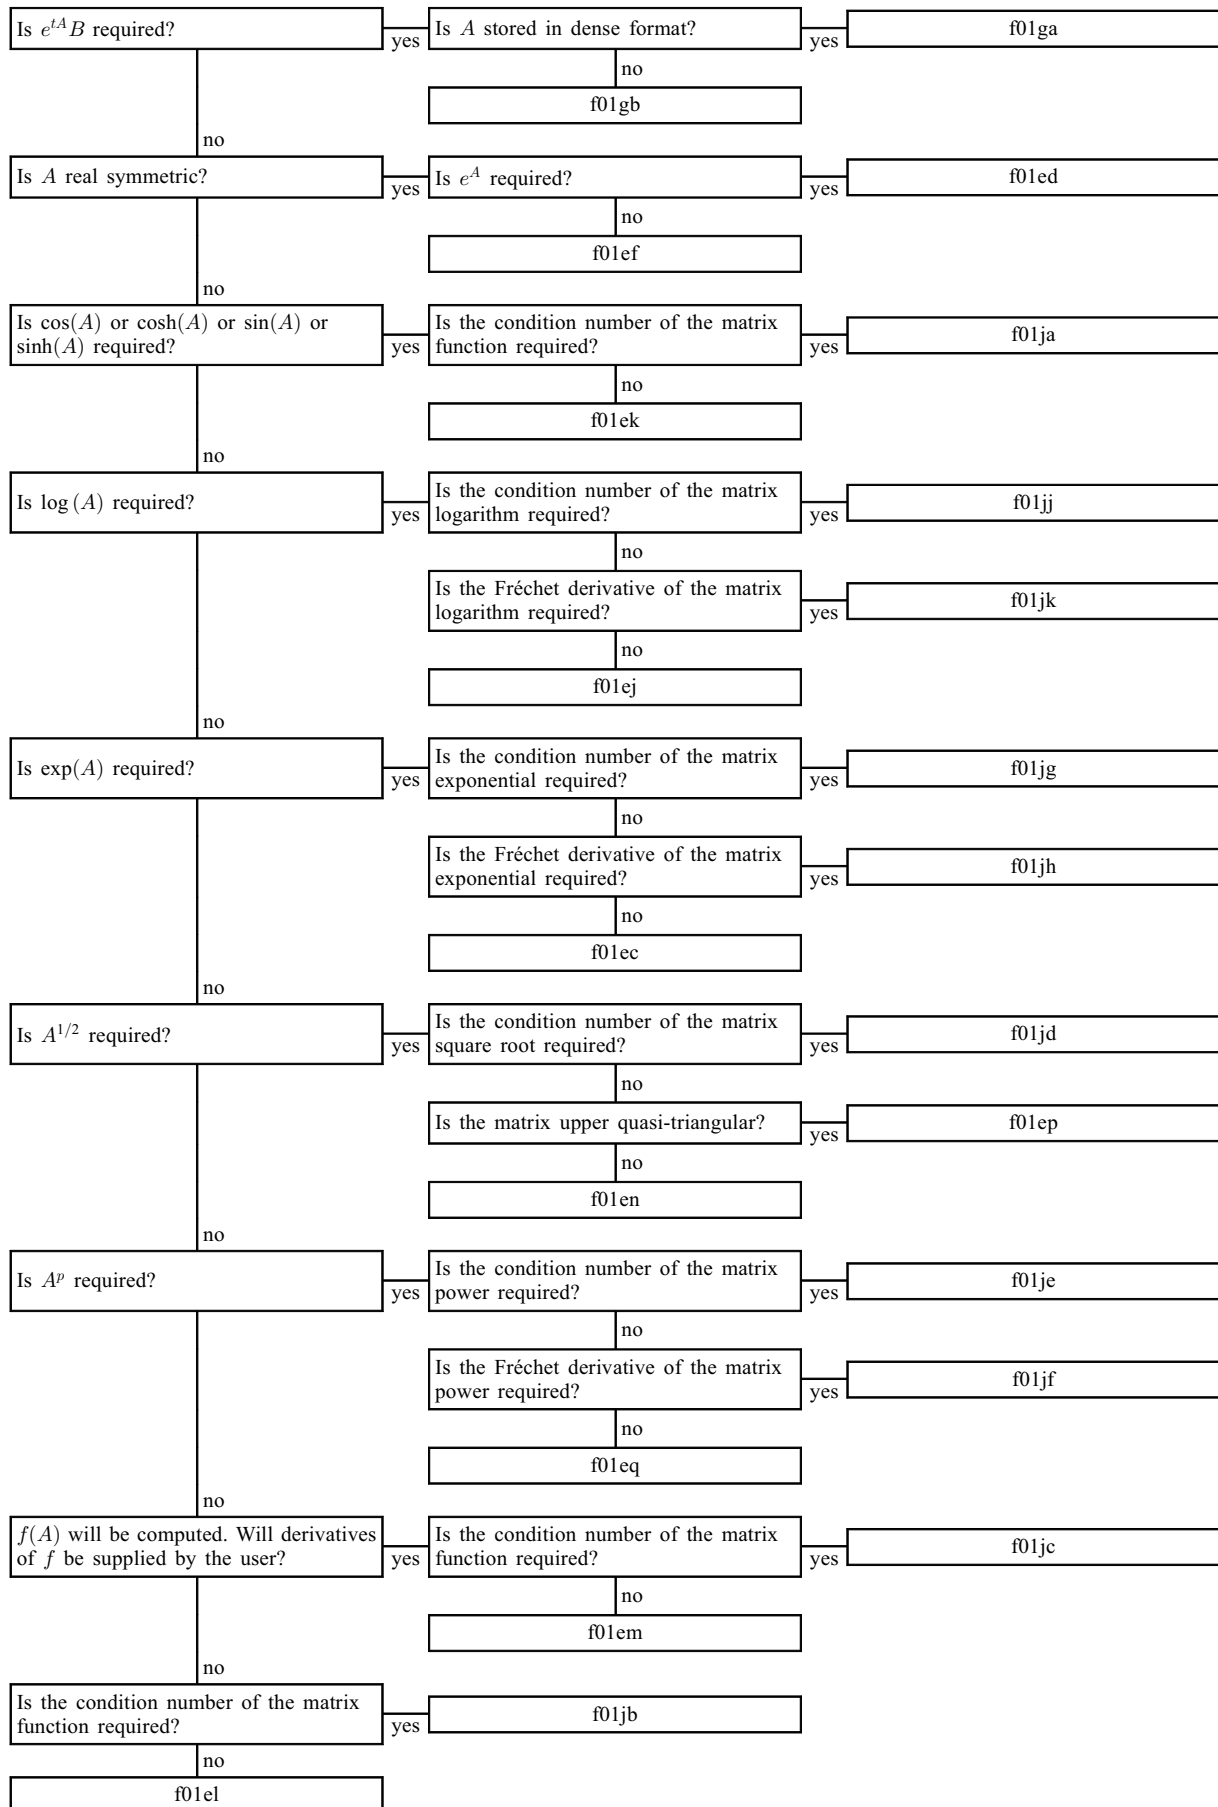 Is e^{tA}B required?
yes
Is A stored in dense format?
yes
f01ga
no
f01gb
no
Is A real symmetric?
yes
Is e^A required?
yes
f01ed
no
f01ef
no
Is cos(A) or cosh(A) or sin(A) or
sinh(A) required?
yes
Is the condition number of the matrix
function required?
yes
f01ja
no
f01ek
no
Is log (A) required?
yes
Is the condition number of the matrix
logarithm required?
yes
f01jj
no
Is the Fréchet derivative of the matrix
logarithm required?
yes
f01jk
no
f01ej
no
Is exp(A) required?
yes
Is the condition number of the matrix
exponential required?
yes
f01jg
no
Is the Fréchet derivative of the matrix
exponential required?
yes
f01jh
no
f01ec
no
Is A^{1/2} required?
yes
Is the condition number of the matrix
square root required?
yes
f01jd
no
Is the matrix upper quasi-triangular?
yes
f01ep
no
f01en
no
Is A^p required?
yes
Is the condition number of the matrix
power required?
yes
f01je
no
Is the Fréchet derivative of the matrix
power required?
yes
f01jf
no
f01eq
no
f(A) will be computed. Will derivatives
of f be supplied by the user?
yes
Is the condition number of the matrix
function required?
yes
f01jc
no
f01em
no
Is the condition number of the matrix
function required?
yes
f01jb
no
f01el